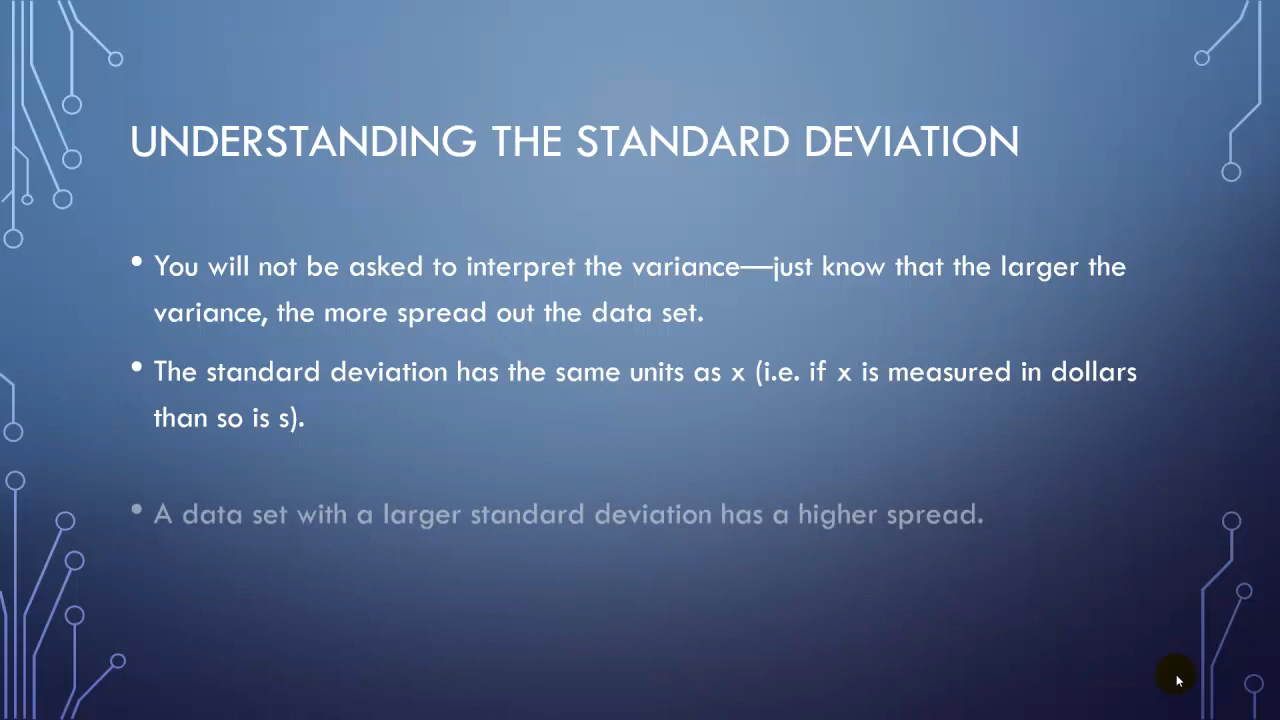 UNDERSTANDING THE STANDARD DEVIATION
• You will not be asked to interpret the variance—just know that the larger the
variance, the more spread out the data set.
• The standard deviation has the same units as x (i.e. if x is measured in dollars
than so is s).
• A data set with a larger standard deviation has a higher spread.